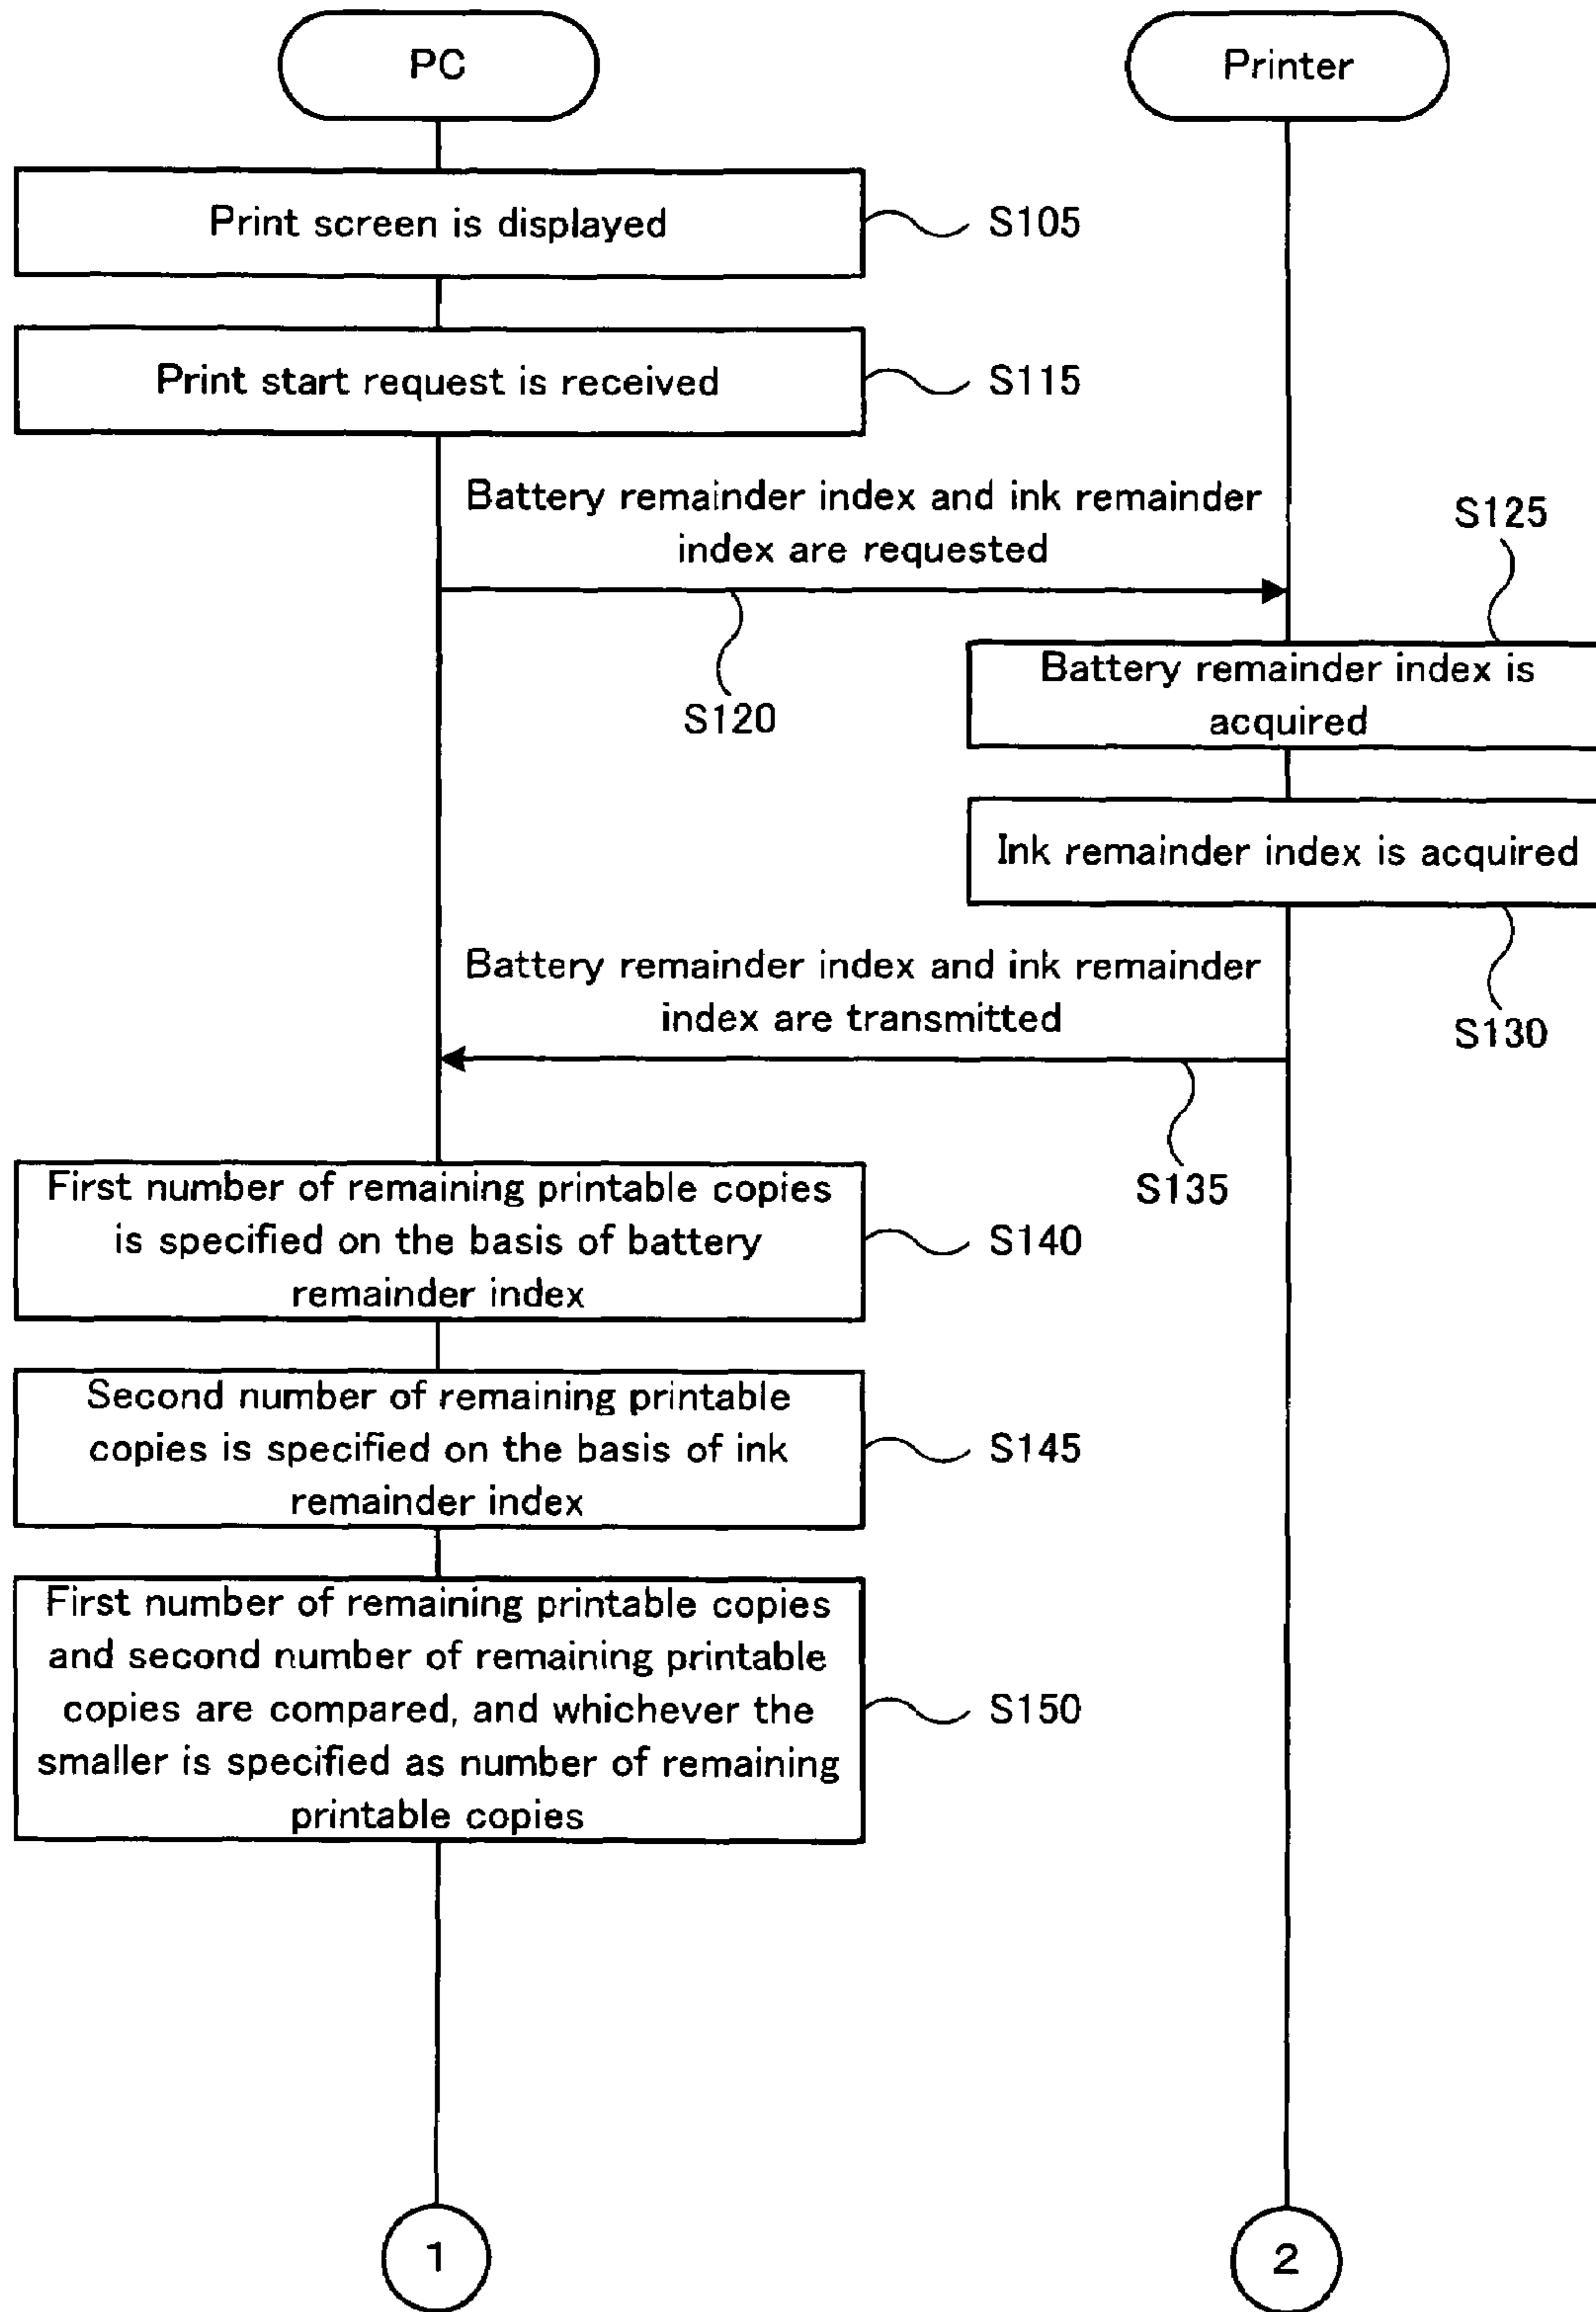 PC
Printer
Print screen is displayed
S105
Print start request is received
S115
Battery remainder index and ink remainder
index are requested
S120
S125
Battery remainder index is
acquired
Ink remainder index is acquired
S130
Battery remainder index and ink remainder
index are transmitted
S135
First number of remaining printable copies
is specified on the basis of battery
remainder index
S140
Second number of remaining printable
copies is specified on the basis of ink
remainder index
S145
First number of remaining printable copies
and second number of remaining printable
copies are compared, and whichever the
smaller is specified as number of remaining
printable copies
S150
1
2